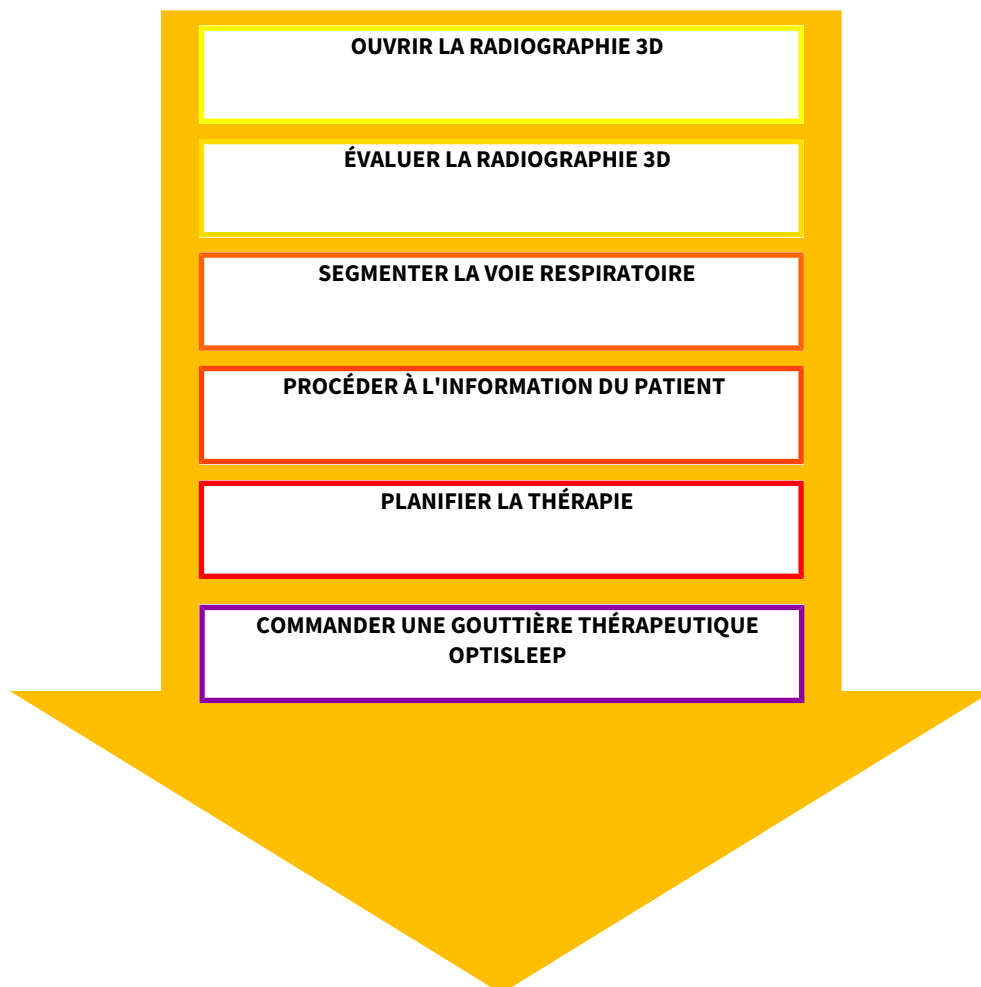 OUVRIR LA RADIOGRAPHIE 3D
ÉVALUER LA RADIOGRAPHIE 3D
SEGMENTER LA VOIE RESPIRATOIRE
PROCÉDER À L'INFORMATION DU PATIENT
PLANIFIER LA THÉRAPIE
COMMANDER UNE GOUTTIÈRE THÉRAPEUTIQUE
OPTISLEEP